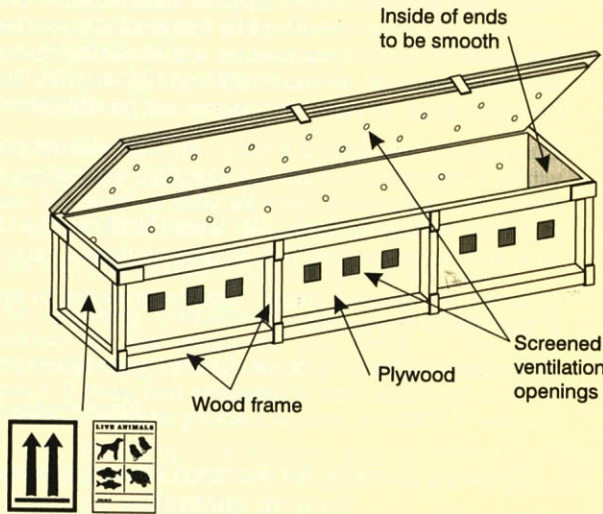 Inside of ends
to be smooth
Screened
ventilation
openings
Plywood
Wood frame
LIVE ANIMALS